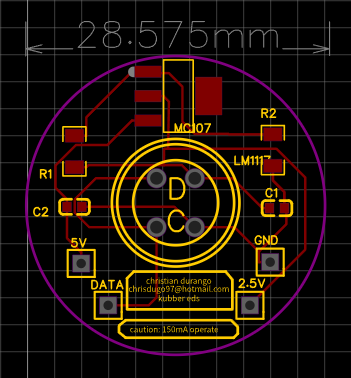 28.575mm
R2
MC107
LM1117
R1
C1
C2
D
C
5V
GND
DATA
2.5V
christian durango
chrisdugo97@hotmail.com
kubber eds
caution: 150mA operate